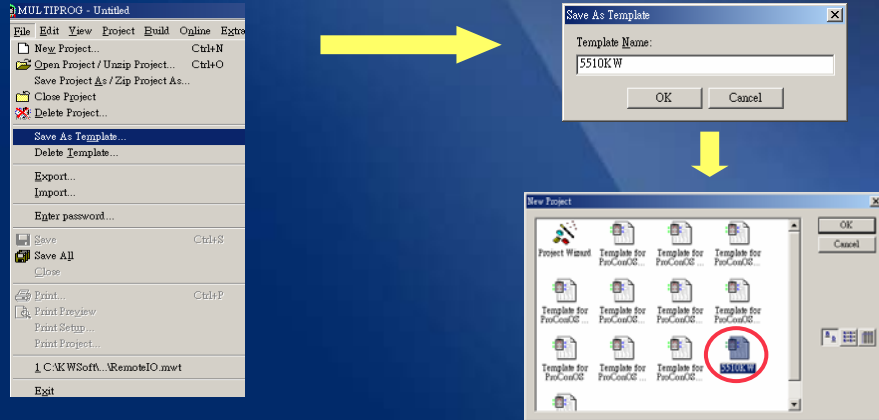 MULTIPROG - Untitled
File Edit View Project Build Online Extra
New Project... Ctrl+N
Open Project / Unzip Project... Ctrl+O
Save Project As / Zip Project As...
Close Project
Delete Project...
Save As Template...
Delete Template...
Export...
Import...
Enter password...
Save Ctrl+S
Save All
Close
Print... Ctrl+P
Print Preview
Print Setup...
Print Project...
1 C:\KWSoft\...\RemoteIO.mwt
Exit
Save As Template
Template Name:
5510KW
OK Cancel
New Project
OK
Cancel
Project Wizard
Template for
ProConOS ...
Template for
ProConOS ...
Template for
ProConOS ...
Template for
ProConOS ...
Template for
ProConOS ...
Template for
ProConOS ...
Template for
ProConOS ...
Template for
ProConOS
Template for
ProConOS ...
Template for
ProConOS ...
5510KW